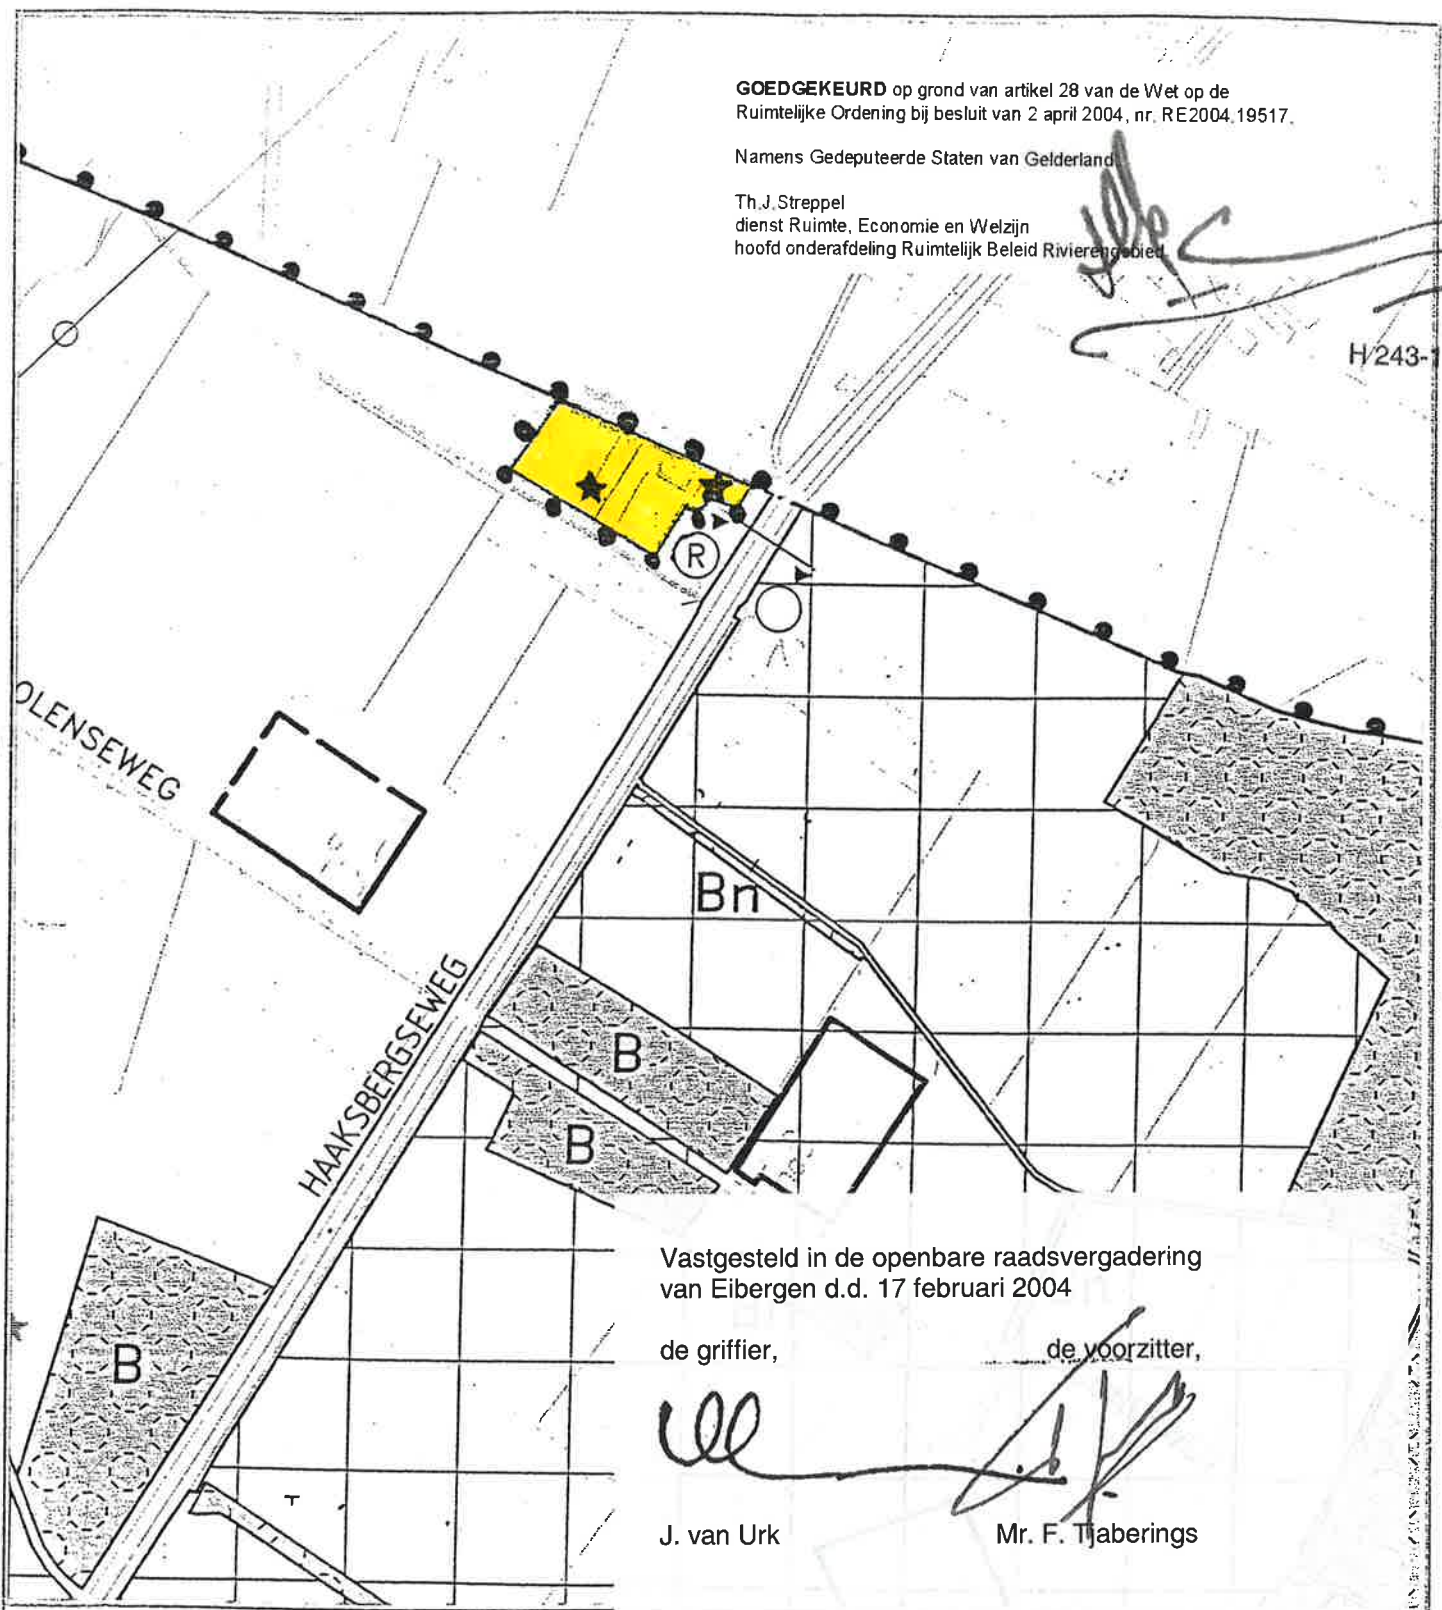 GOEDGEKEURD op grond van artikel 28 van de Wet op de
Ruimtelijke Ordening bij besluit van 2 april 2004, nr. RE2004.19517.
Namens Gedeputeerde Staten van Gelderland
Th.J.Streppel
dienst Ruimte, Economie en Welzijn
hoofd onderafdeling Ruimtelijk Beleid Rivierengebied
H/243-1
R
OLENSEWEG
Bn
HAAKSBERGSEWEG
B
B
B
Vastgesteld in de openbare raadsvergadering
van Eibergen d.d. 17 februari 2004
de griffier, de voorzitter,
J. van Urk Mr. F. Tjaberings